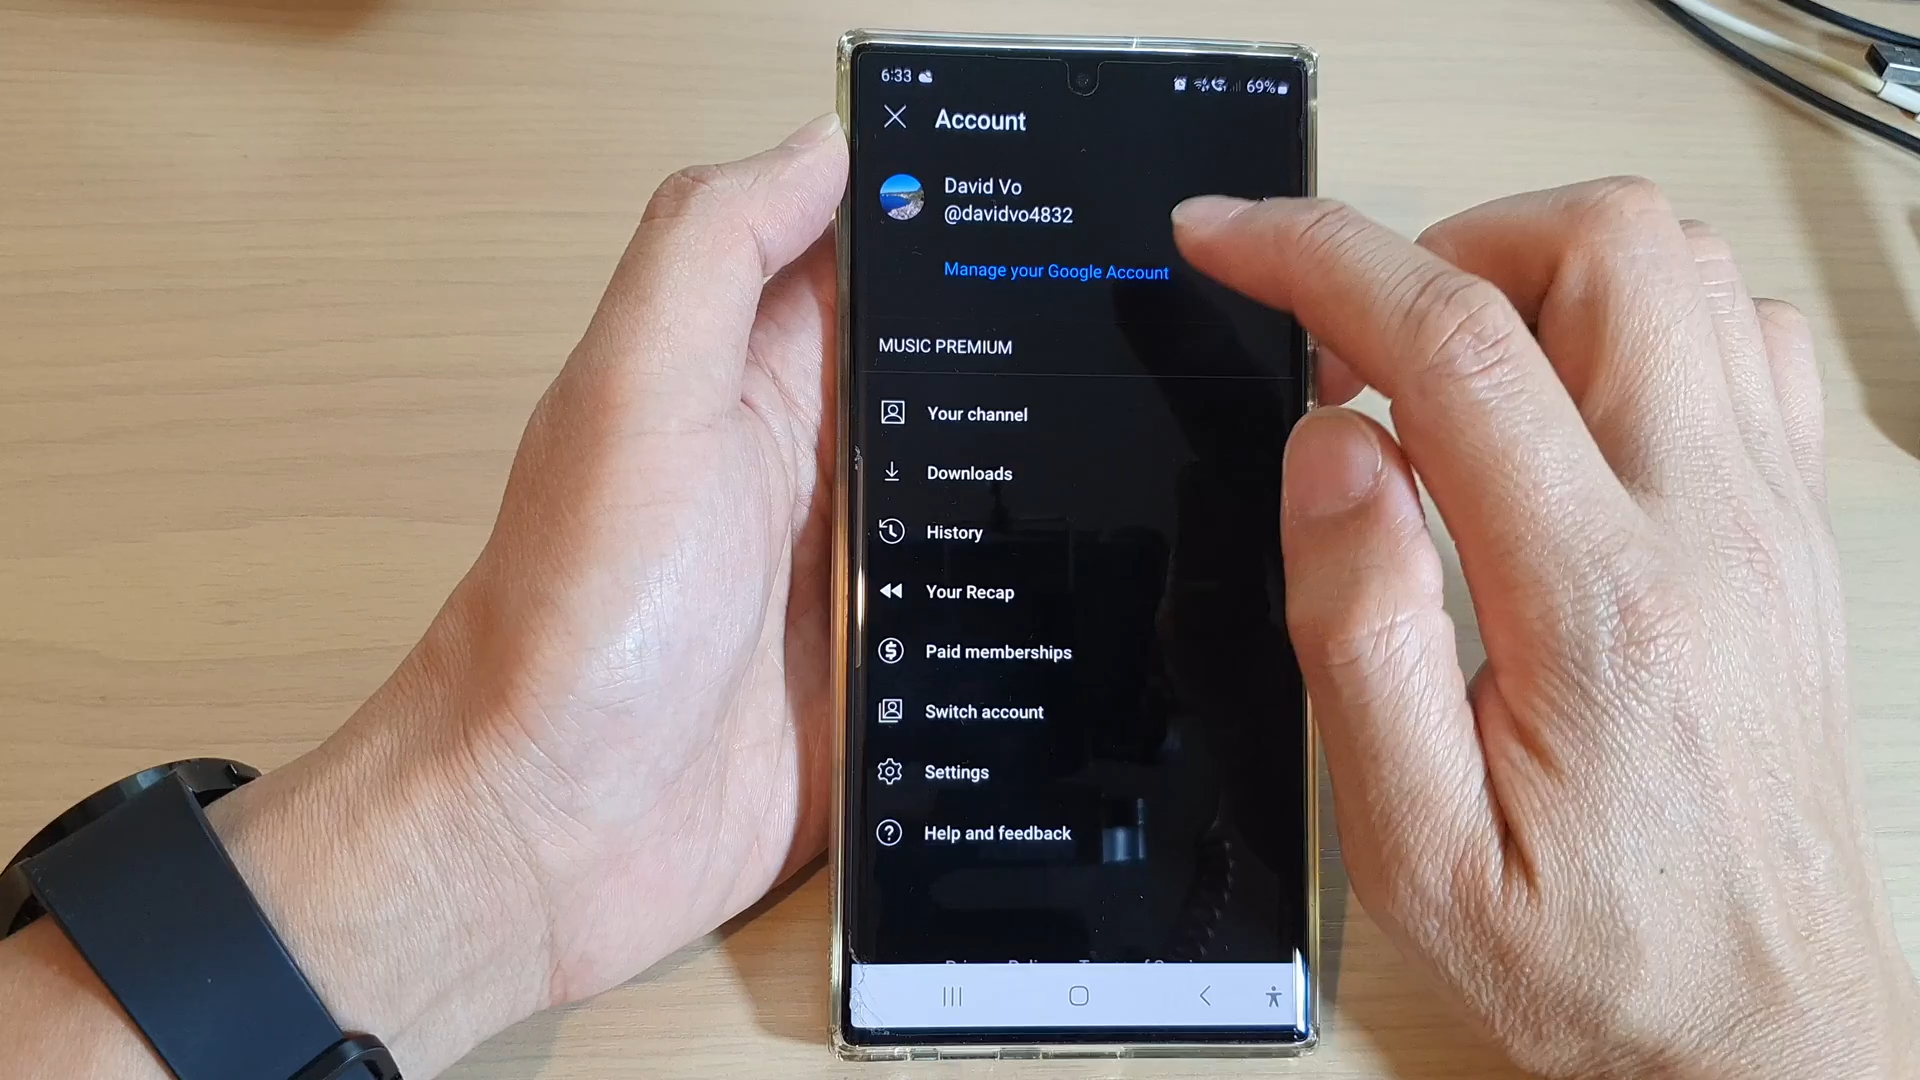 6:33
69%
Account
David Vo
@davidvo4832
Manage your Google Account
MUSIC PREMIUM
Your channel
Downloads
History
Your Recap
Paid memberships
Switch account
Settings
Help and feedback